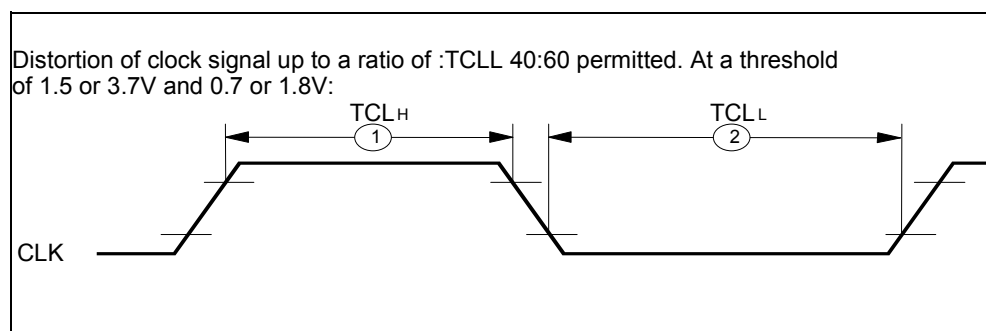 Distortion of clock signal up to a ratio of :TCLL 40:60 permitted. At a threshold
of 1.5 or 3.7V and 0.7 or 1.8V:
TCLH TCLL
1 2
CLK